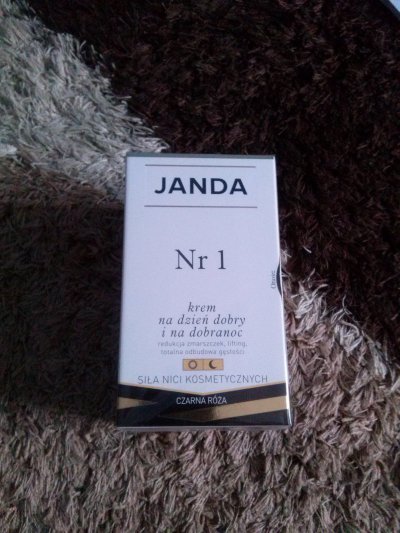 JANDA
Nr 1
krem
na dzień dobry
i na dobranoc
redukcja zmarszczek, lifting,
totalna odbudowa gęstości
SIŁA NICI KOSMETYCZNYCH
CZARNA RÓŻA